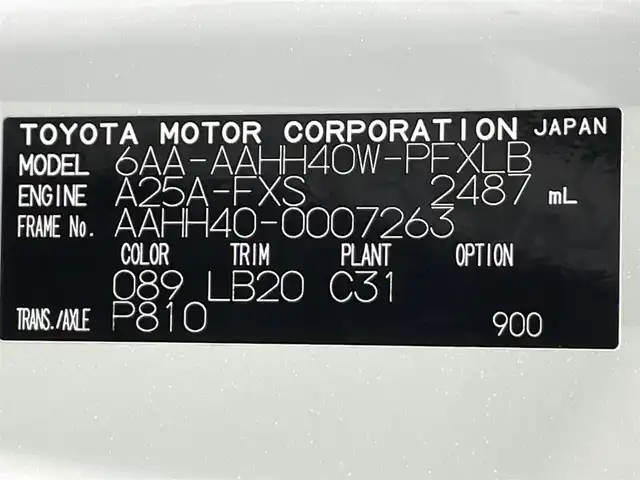 TOYOTA MOTOR CORPORATION JAPAN
MODEL 6AA-AAHH40W-PFXLB
ENGINE A25A-FXS 2487 mL
FRAME No. AAHH40-0007263
COLOR TRIM PLANT OPTION
089 LB20 C31
TRANS./AXLE P810 900